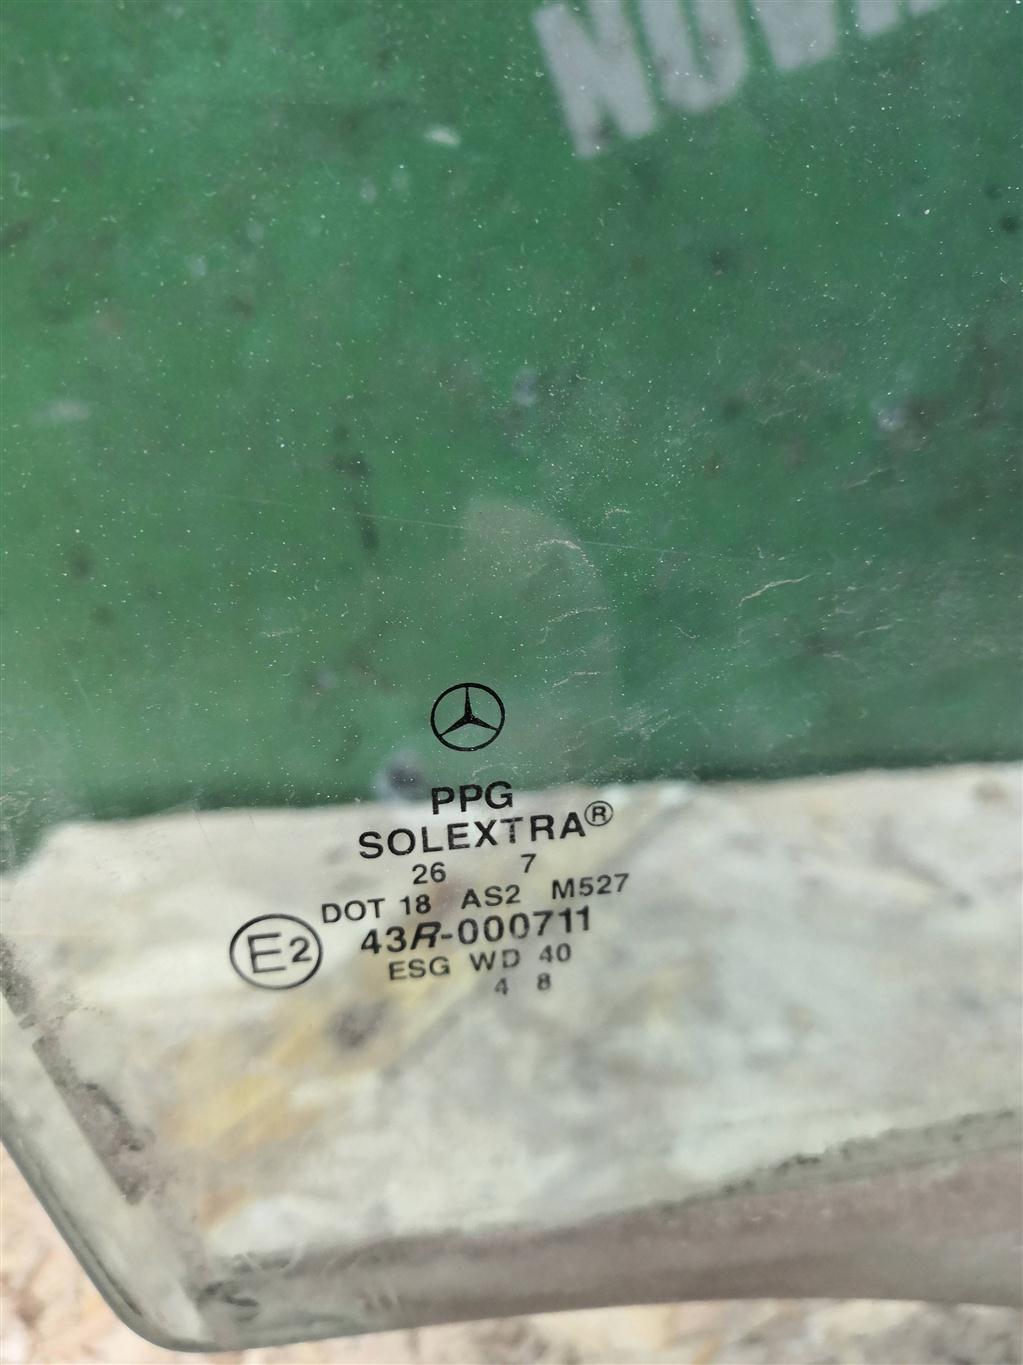 PPG
SOLEXTRA®
26 7
DOT 18 AS2 M527
E2 43R-000711
ESG WD 40
4 8